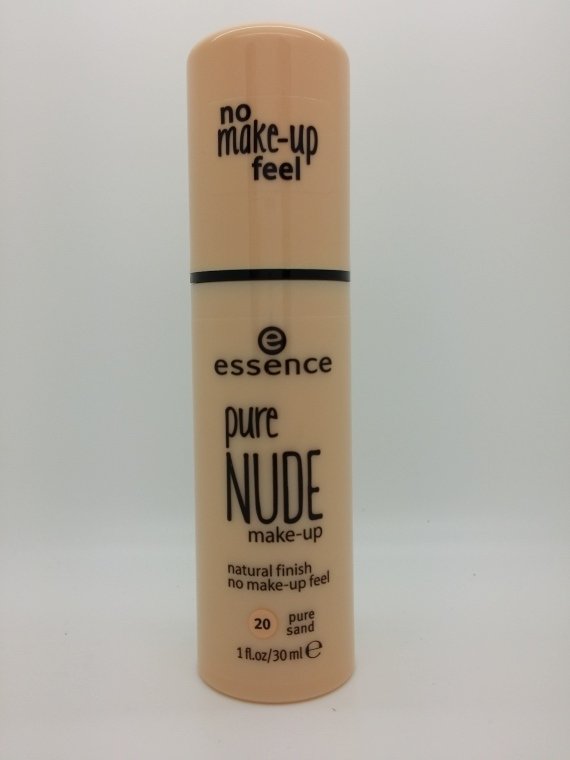 no
make-up
feel
e
essence
pure
NUDE
make-up
natural finish
no make-up feel
20 pure
sand
1 fl.oz/30 ml ℮